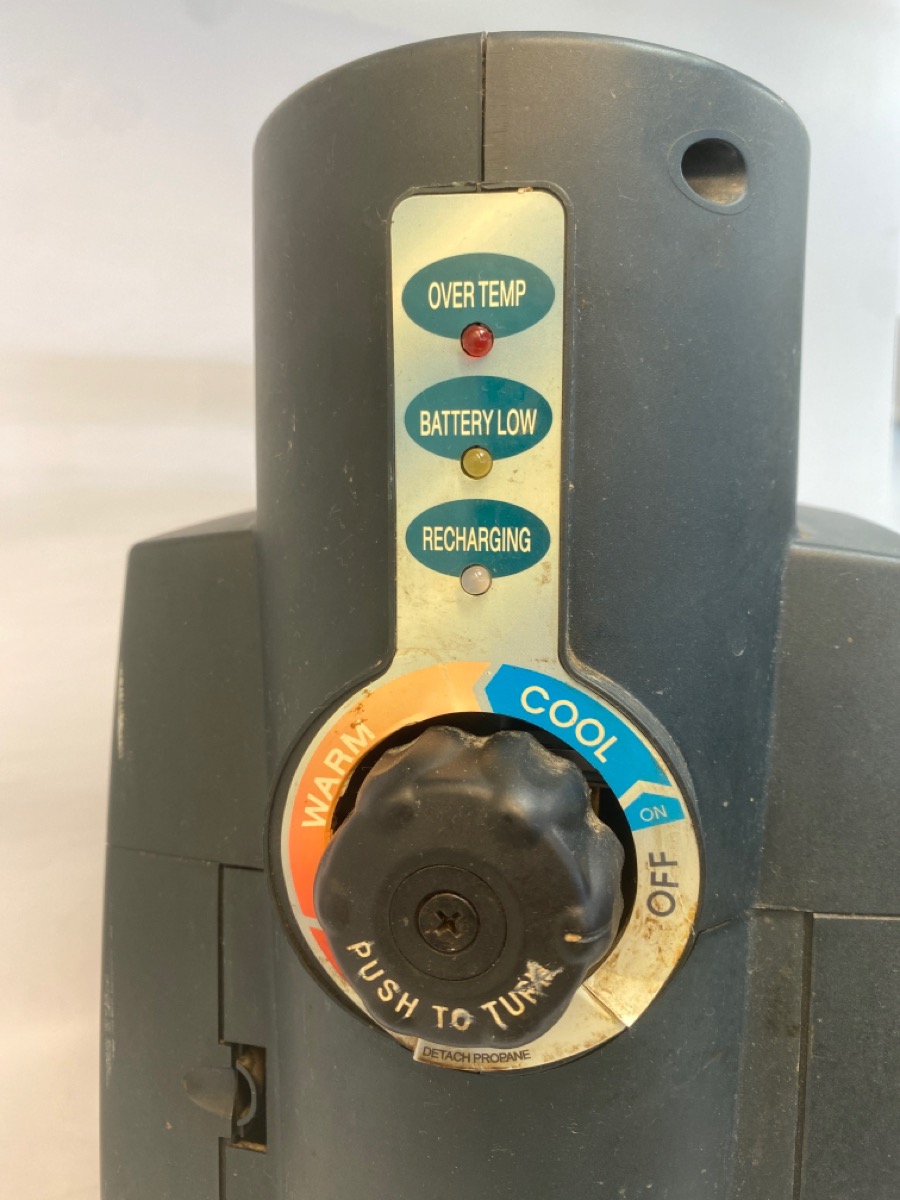 OVER TEMP
BATTERY LOW
RECHARGING
WARM
COOL
ON
OFF
PUSH TO TURN
DETACH PROPANE